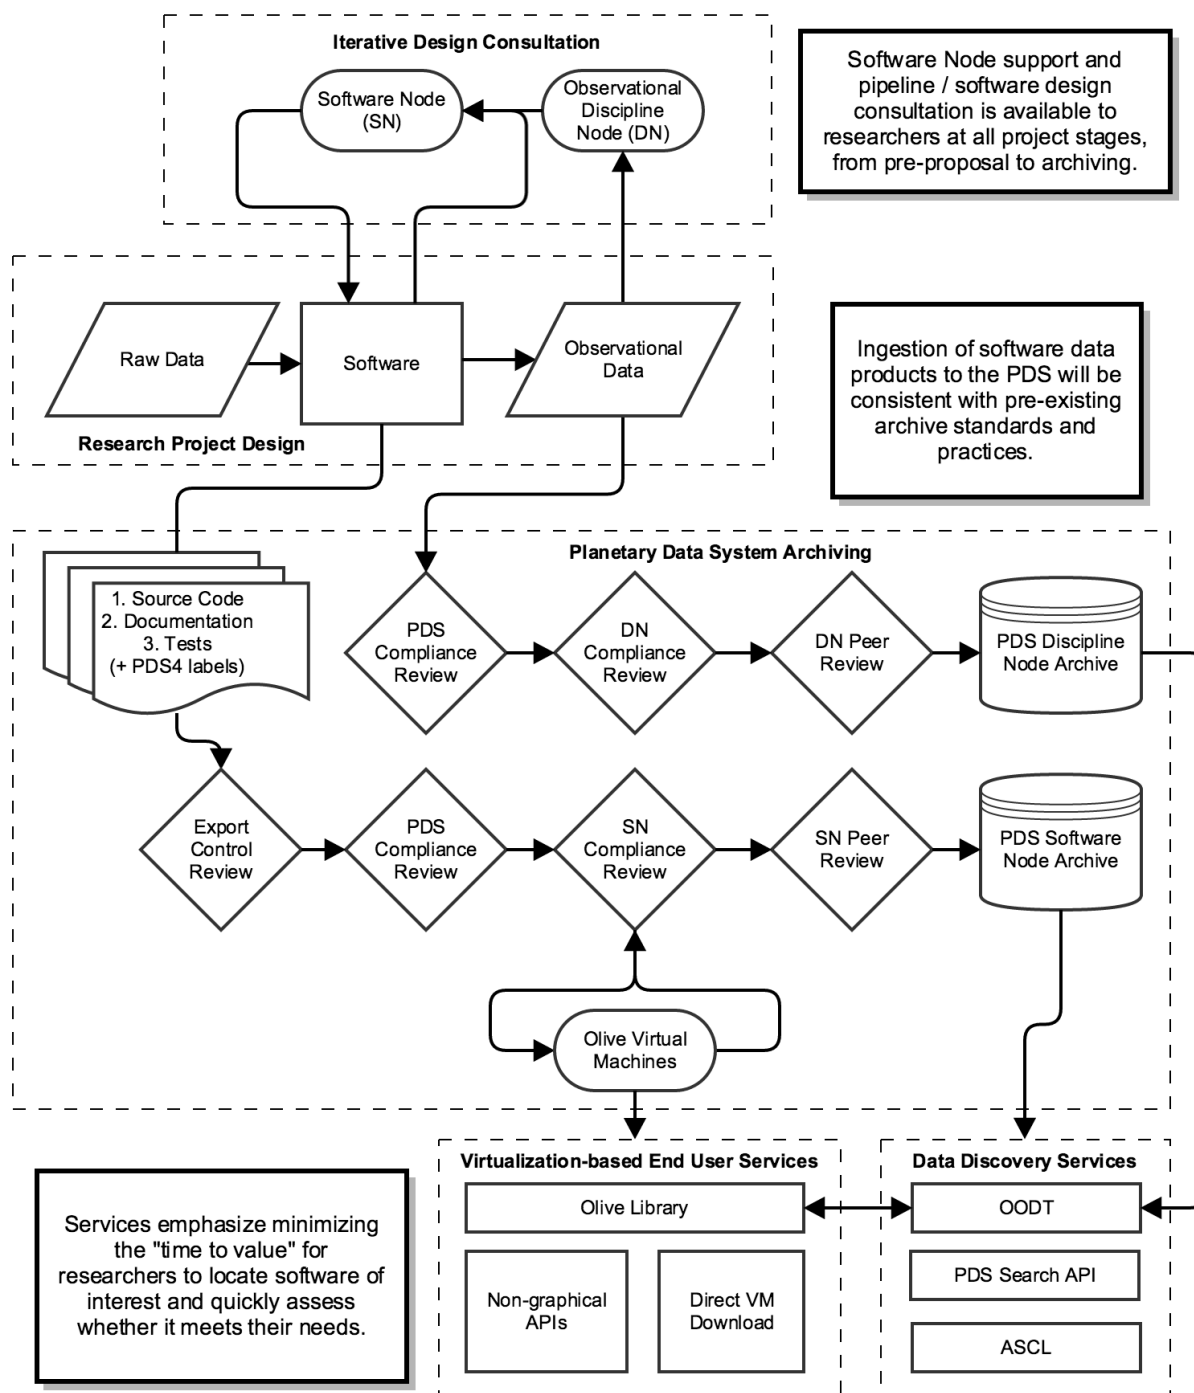 Iterative Design Consultation
Software Node
(SN)
Observational
Discipline
Node (DN)
Software Node support and
pipeline / software design
consultation is available to
researchers at all project stages,
from pre-proposal to archiving.
Raw Data
Software
Observational
Data
Research Project Design
Ingestion of software data
products to the PDS will be
consistent with pre-existing
archive standards and
practices.
Planetary Data System Archiving
1. Source Code
2. Documentation
3. Tests
(+ PDS4 labels)
PDS
Compliance
Review
DN
Compliance
Review
DN Peer
Review
PDS Discipline
Node Archive
Export
Control
Review
PDS
Compliance
Review
SN
Compliance
Review
SN Peer
Review
PDS Software
Node Archive
Olive Virtual
Machines
Virtualization-based End User Services
Olive Library
Non-graphical
APIs
Direct VM
Download
Data Discovery Services
OODT
PDS Search API
ASCL
Services emphasize minimizing
the "time to value" for
researchers to locate software of
interest and quickly assess
whether it meets their needs.